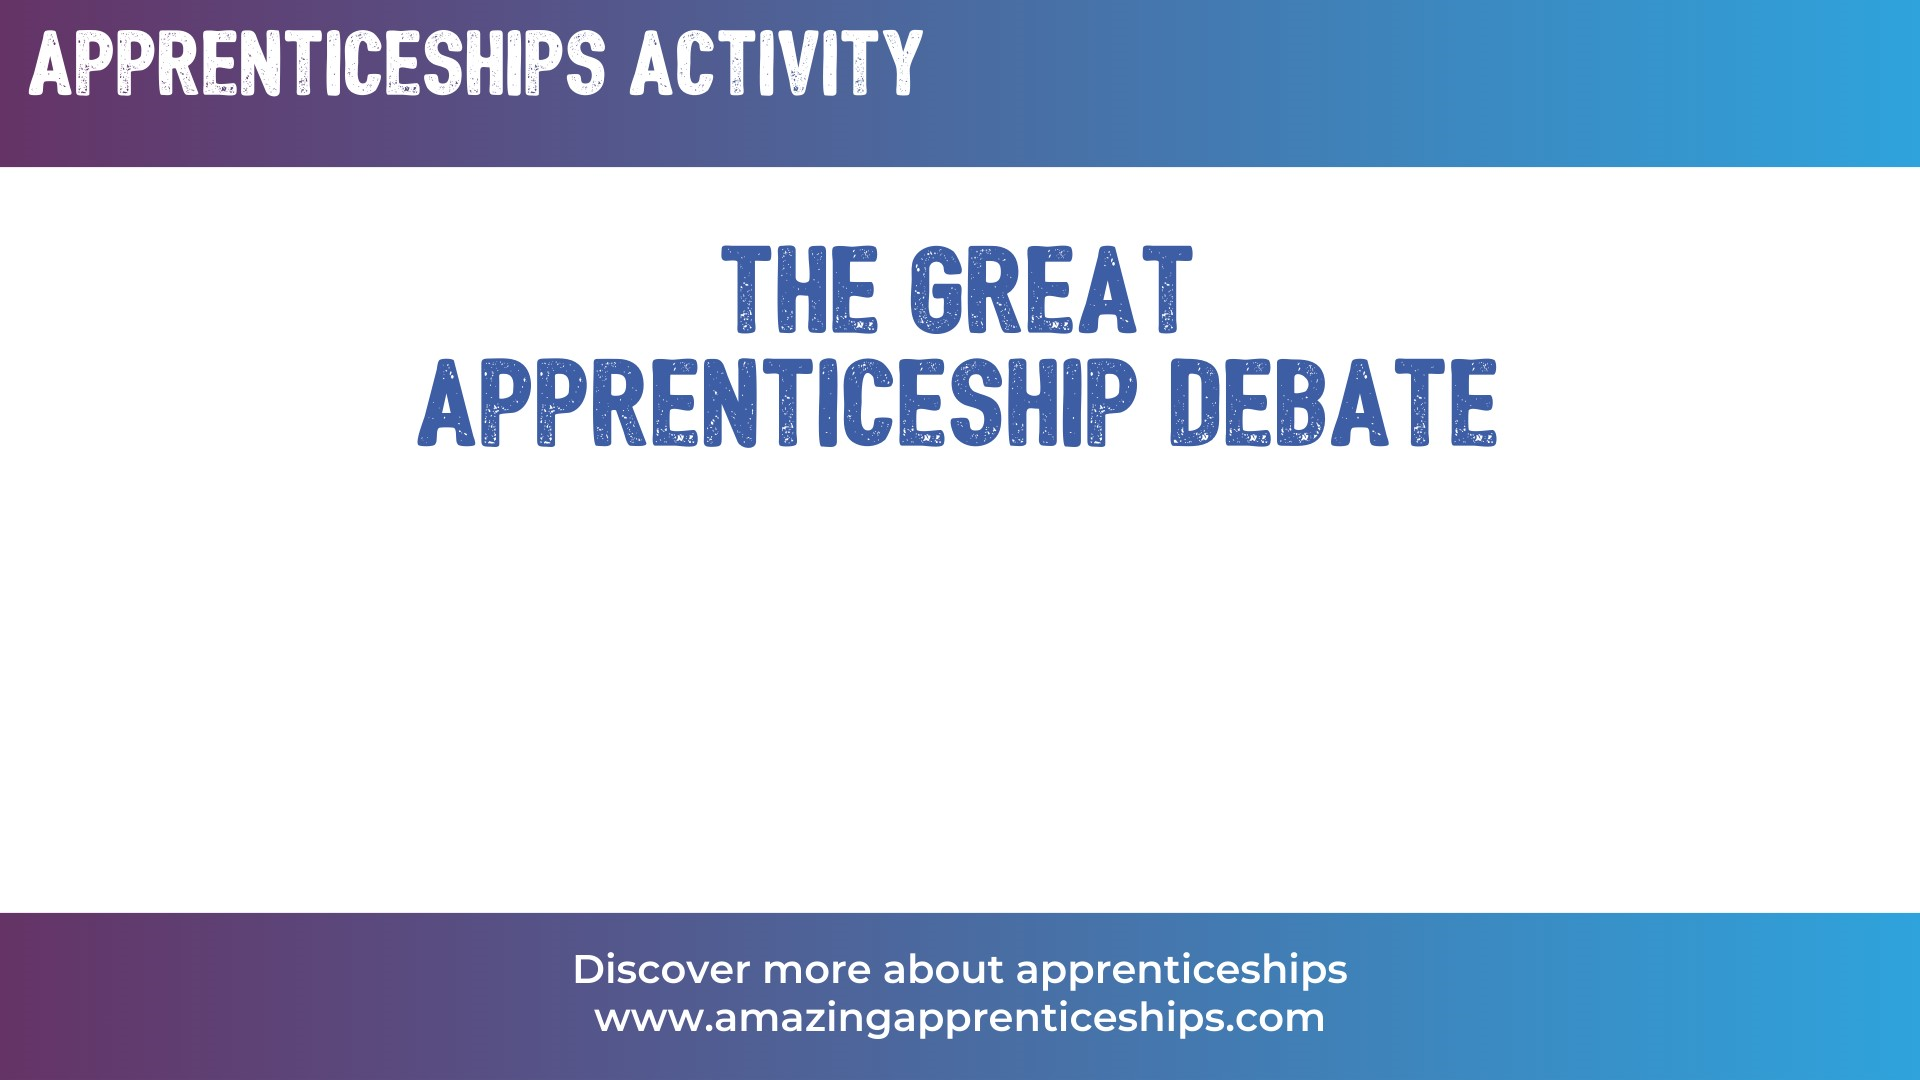 APPRENTICESHIPS ACTIVITY
THE GREAT
APPRENTICESHIP DEBATE
Discover more about apprenticeships
www.amazingapprenticeships.com